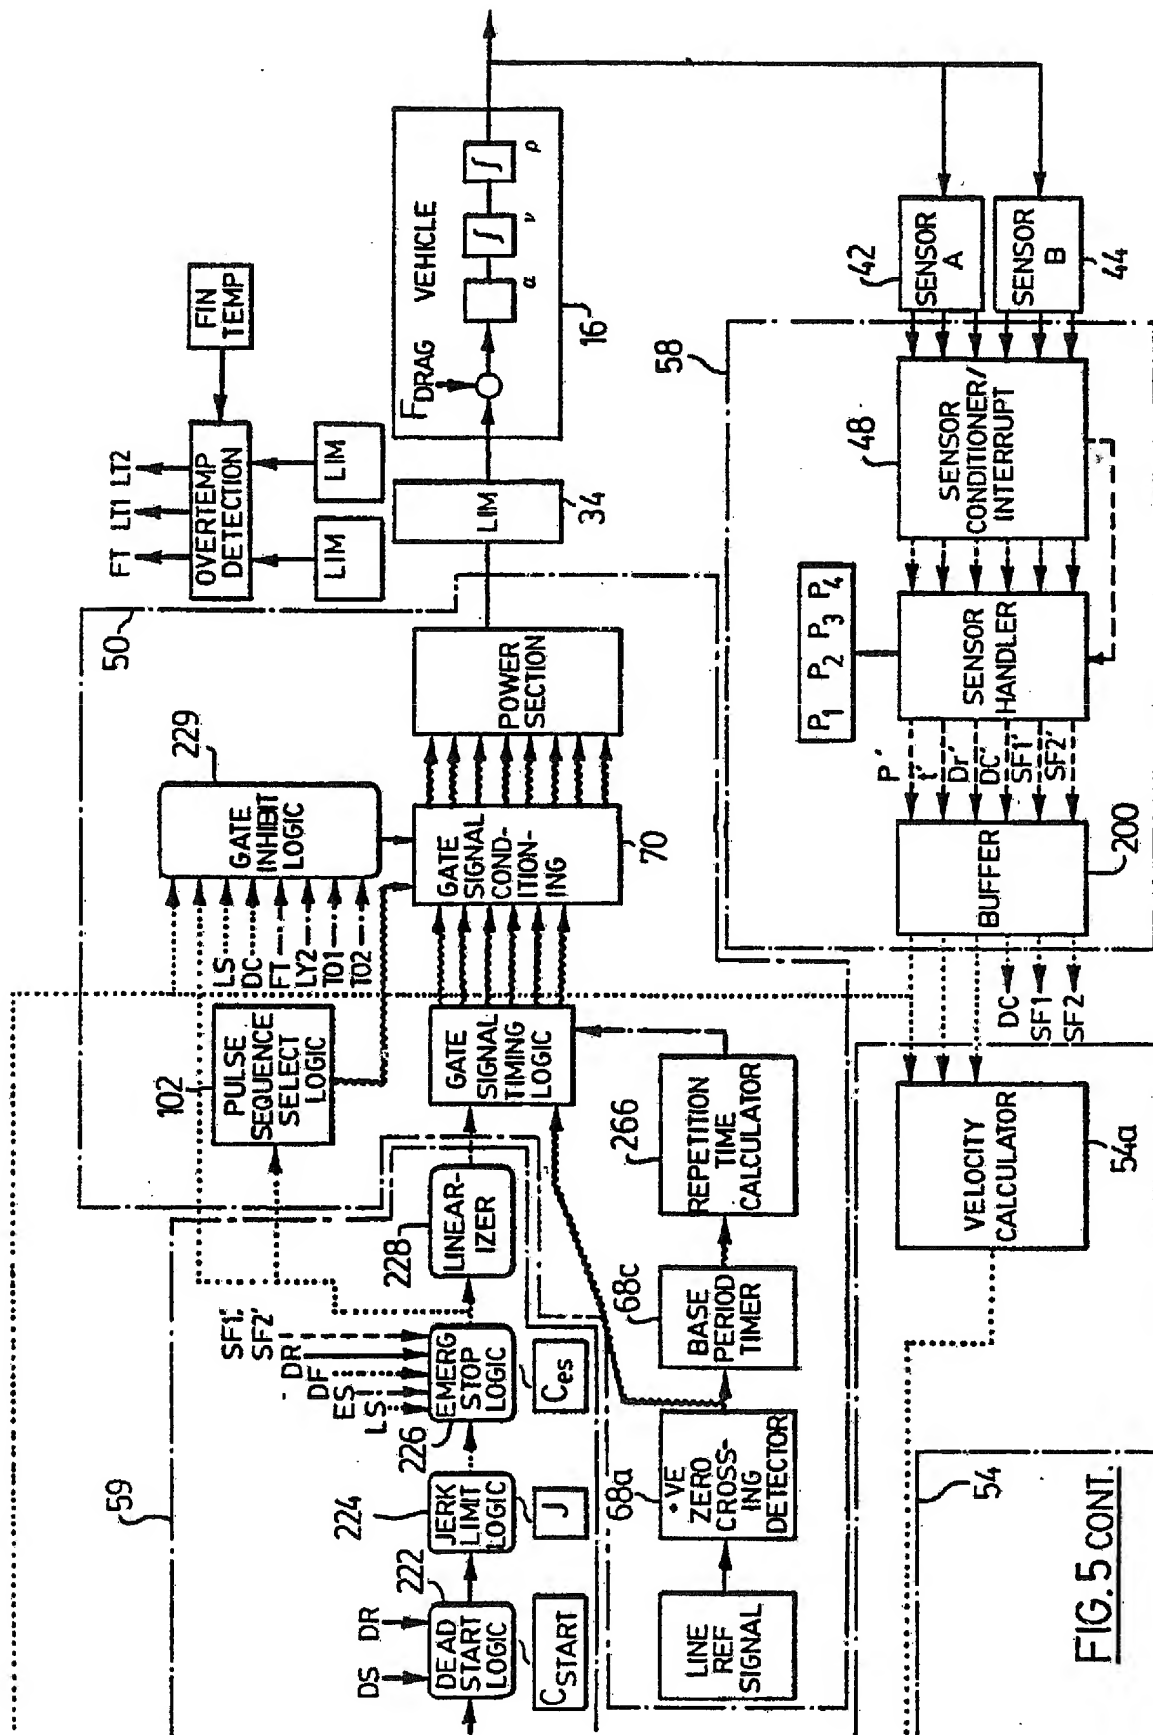 59
DS
DR
222
DEAD
START
LOGIC
CSTART
224
JERK
LIMIT
LOGIC
J
LS
ES
DF
DR
SF2'
SF1'
226
EMERG
STOP
LOGIC
Ces
228
LINEAR-
IZER
102
PULSE
SEQUENCE
SELECT
LOGIC
LS
DC
FT
LY2
TO1
TO2
229
GATE
INHIBIT
LOGIC
50
GATE
SIGNAL
TIMING
LOGIC
GATE
SIGNAL
COND-
ITION-
ING
70
POWER
SECTION
FT
LT1
LT2
OVERTEMP
DETECTION
FIN
TEMP
LIM
LIM
LIM
34
FDRAG
VEHICLE
α
∫
ν
∫
ρ
16
LINE
REF
SIGNAL
68a
+VE
ZERO
CROSS-
ING
DETECTOR
68c
BASE
PERIOD
TIMER
266
REPETITION
TIME
CALCULATOR
42
SENSOR
A
SENSOR
B
44
58
48
SENSOR
CONDITIONER/
INTERRUPT
P1 P2 P3 P4
SENSOR
HANDLER
P'
t'
Dr'
DC'
SF1'
SF2'
BUFFER
200
DC
SF1
SF2
VELOCITY
CALCULATOR
54a
54
FIG. 5 CONT.